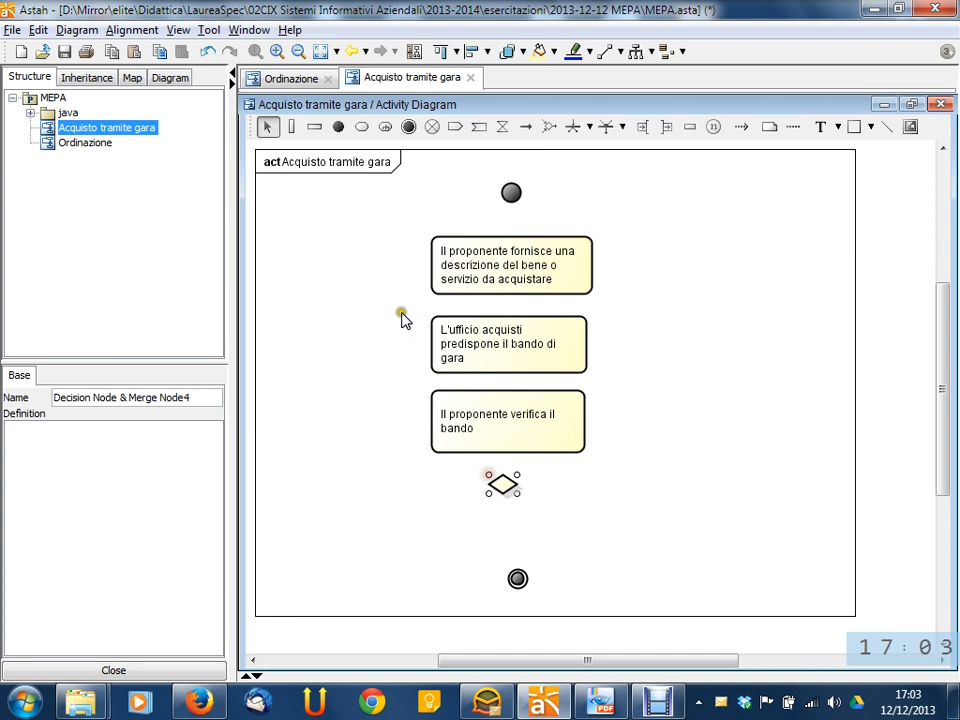 Astah - [D:\Mirror\elite\Didattica\LaureaSpec\02CIX Sistemi Informativi Aziendali\2013-2014\esercitazioni\2013-12-12 MEPA\MEPA.asta] (*)
File Edit Diagram Alignment View Tool Window Help
Structure Inheritance Map Diagram
Ordinazione
Acquisto tramite gara
MEPA
java
Acquisto tramite gara
Ordinazione
Acquisto tramite gara / Activity Diagram
T
act Acquisto tramite gara
Il proponente fornisce una
descrizione del bene o
servizio da acquistare
L'ufficio acquisti
predispone il bando di
gara
Il proponente verifica il
bando
Base
Name Decision Node & Merge Node4
Definition
Close
17:03
PDF
17:03
12/12/2013